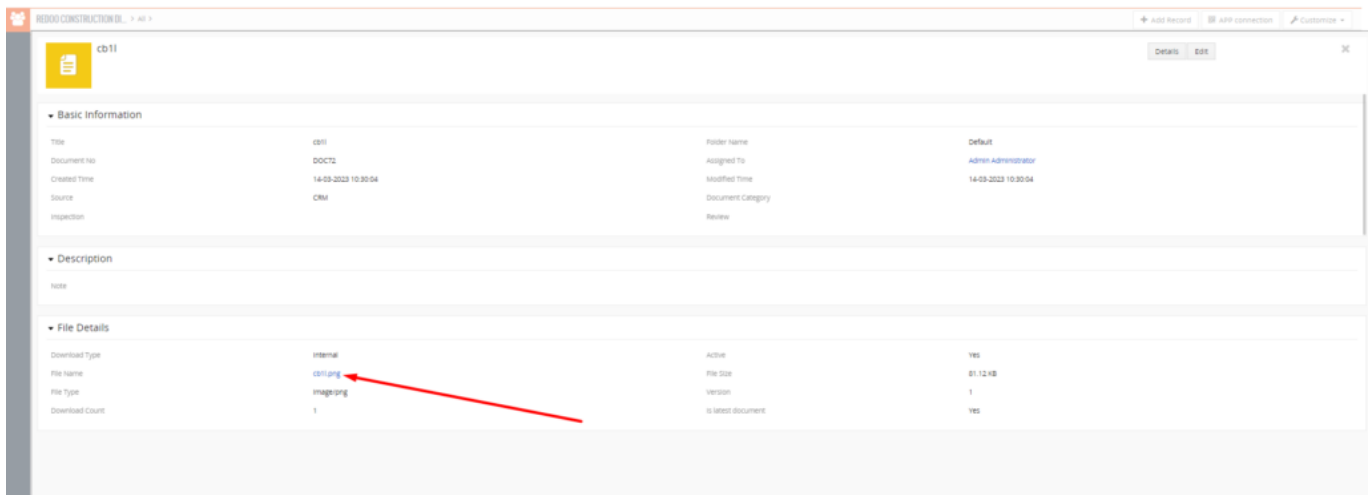 REDOO CONSTRUCTION DI... > All >
+ Add Record APP connection Customize
cb1l
Details Edit
Basic Information
Title cb1l Folder Name Default
Document No DOC72 Assigned To Admin Administrator
Created Time 14-03-2023 10:30:04 Modified Time 14-03-2023 10:30:04
Source CRM Document Category
Inspection Review
Description
Note
File Details
Download Type Internal Active Yes
File Name cb1l.png File Size 81.12 KB
File Type image/png Version 1
Download Count 1 Is latest document Yes